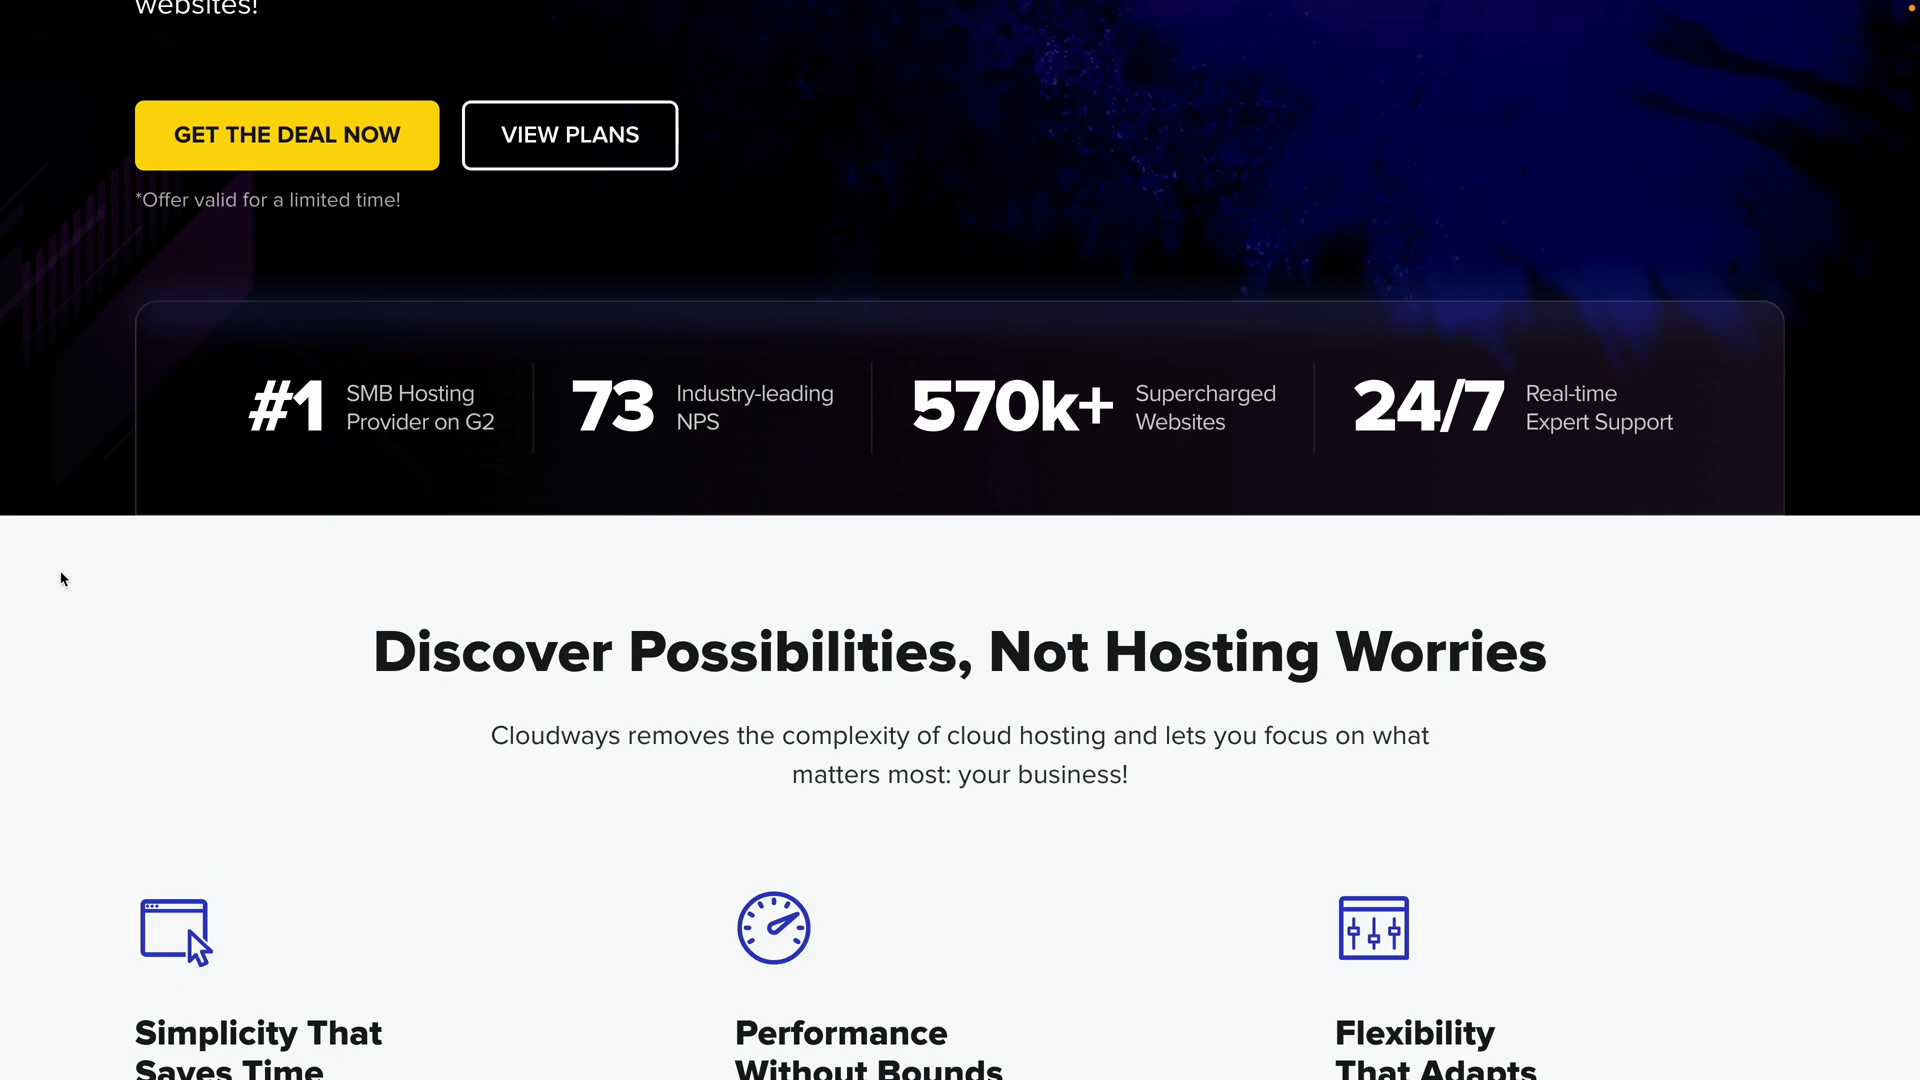 websites!
GET THE DEAL NOW
VIEW PLANS
*Offer valid for a limited time!
#1
SMB Hosting
Provider on G2
73
Industry-leading
NPS
570k+
Supercharged
Websites
24/7
Real-time
Expert Support
Discover Possibilities, Not Hosting Worries
Cloudways removes the complexity of cloud hosting and lets you focus on what
matters most: your business!
Simplicity That
Saves Time
Performance
Without Bounds
Flexibility
That Adapts